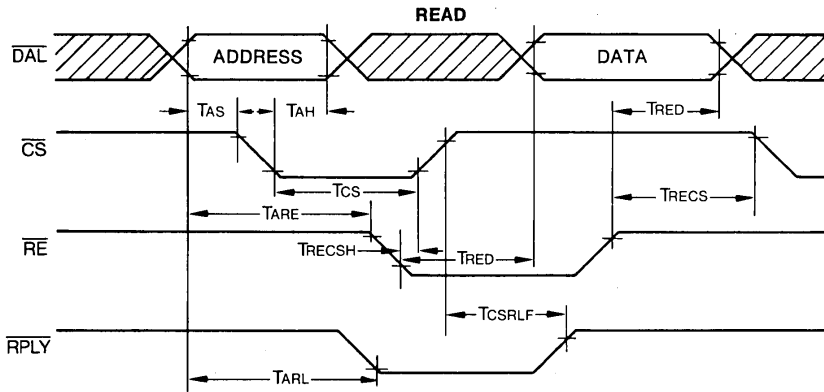 READ
DAL
ADDRESS
DATA
TAS
TAH
TRED
CS
TCS
TRECS
TARE
RE
TRECSH
TRED
TCSRLF
RPLY
TARL